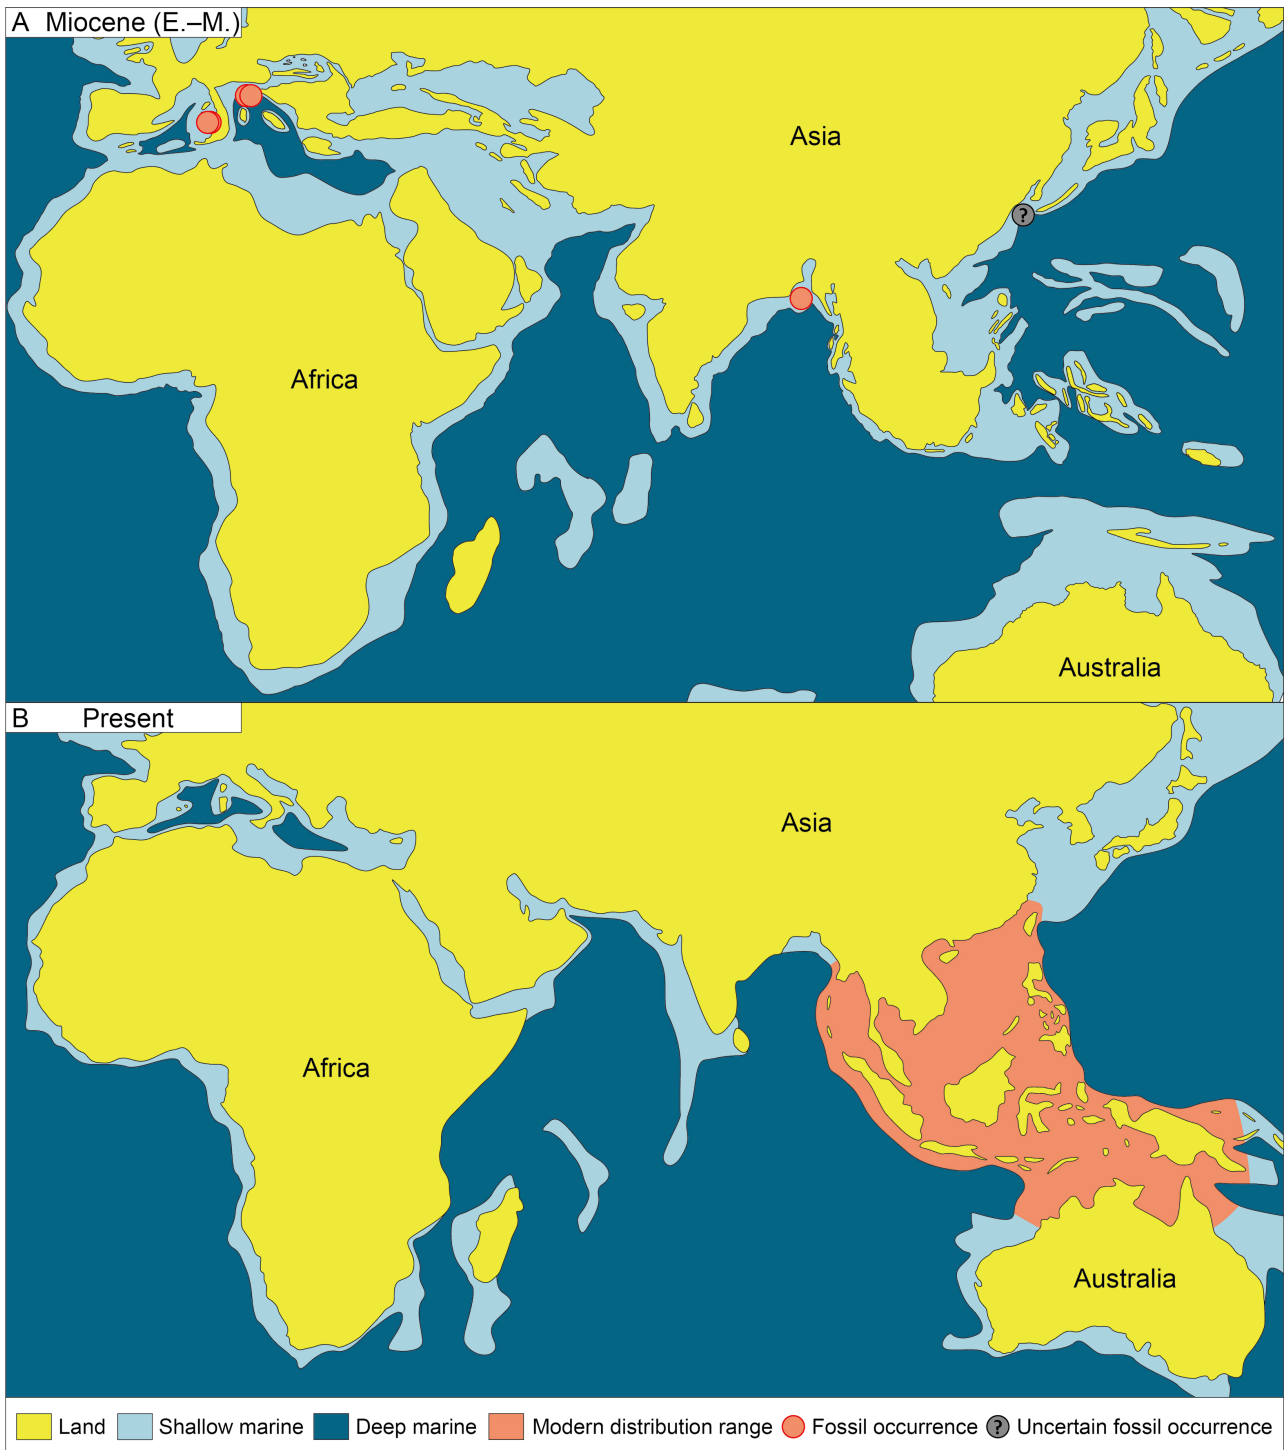 A Miocene (E.–M.)
Asia
?
Africa
Australia
B Present
Asia
Africa
Australia
Land Shallow marine Deep marine Modern distribution range Fossil occurrence ? Uncertain fossil occurrence